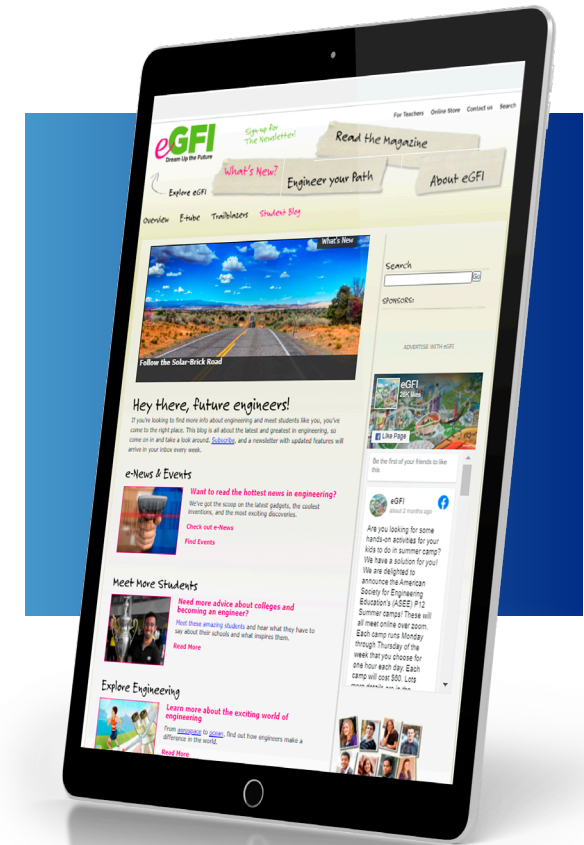 For Teachers Online Store Contact us Search
eGFI
Dream Up the Future
Sign up for
The Newsletter!
Read the Magazine
What's New?
Engineer your Path
About eGFI
Explore eGFI
Overview E-tube Trailblazers Student Blog
What's New
Follow the Solar-Brick Road
Search
Go
SPONSORS:
ADVERTISE WITH eGFI
Hey there, future engineers!
If you're looking to find more info about engineering and meet students like you, you've
come to the right place. This blog is all about the latest and greatest in engineering, so
come on in and take a look around. Subscribe, and a newsletter with updated features will
arrive in your inbox every week.
e-News & Events
Want to read the hottest news in engineering?
We've got the scoop on the latest gadgets, the coolest
inventions, and the most exciting discoveries.
Check out e-News
Find Events
Meet More Students
Need more advice about colleges and
becoming an engineer?
Meet these amazing students and hear what they have to
say about their schools and what inspires them.
Read More
Explore Engineering
Learn more about the exciting world of
engineering
From aerospace to ocean, find out how engineers make a
difference in the world.
Read More
eGFI
26K likes
Like Page
Be the first of your friends to like
this
eGFI
about 2 months ago
Are you looking for some
hands-on activities for your
kids to do in summer camp?
We have a solution for you!
We are delighted to
announce the American
Society for Engineering
Education's (ASEE) P12
Summer camps! These will
all meet online over zoom.
Each camp runs Monday
through Thursday of the
week that you choose for
one hour each day. Each
camp will cost $60. Lots
more details are in the